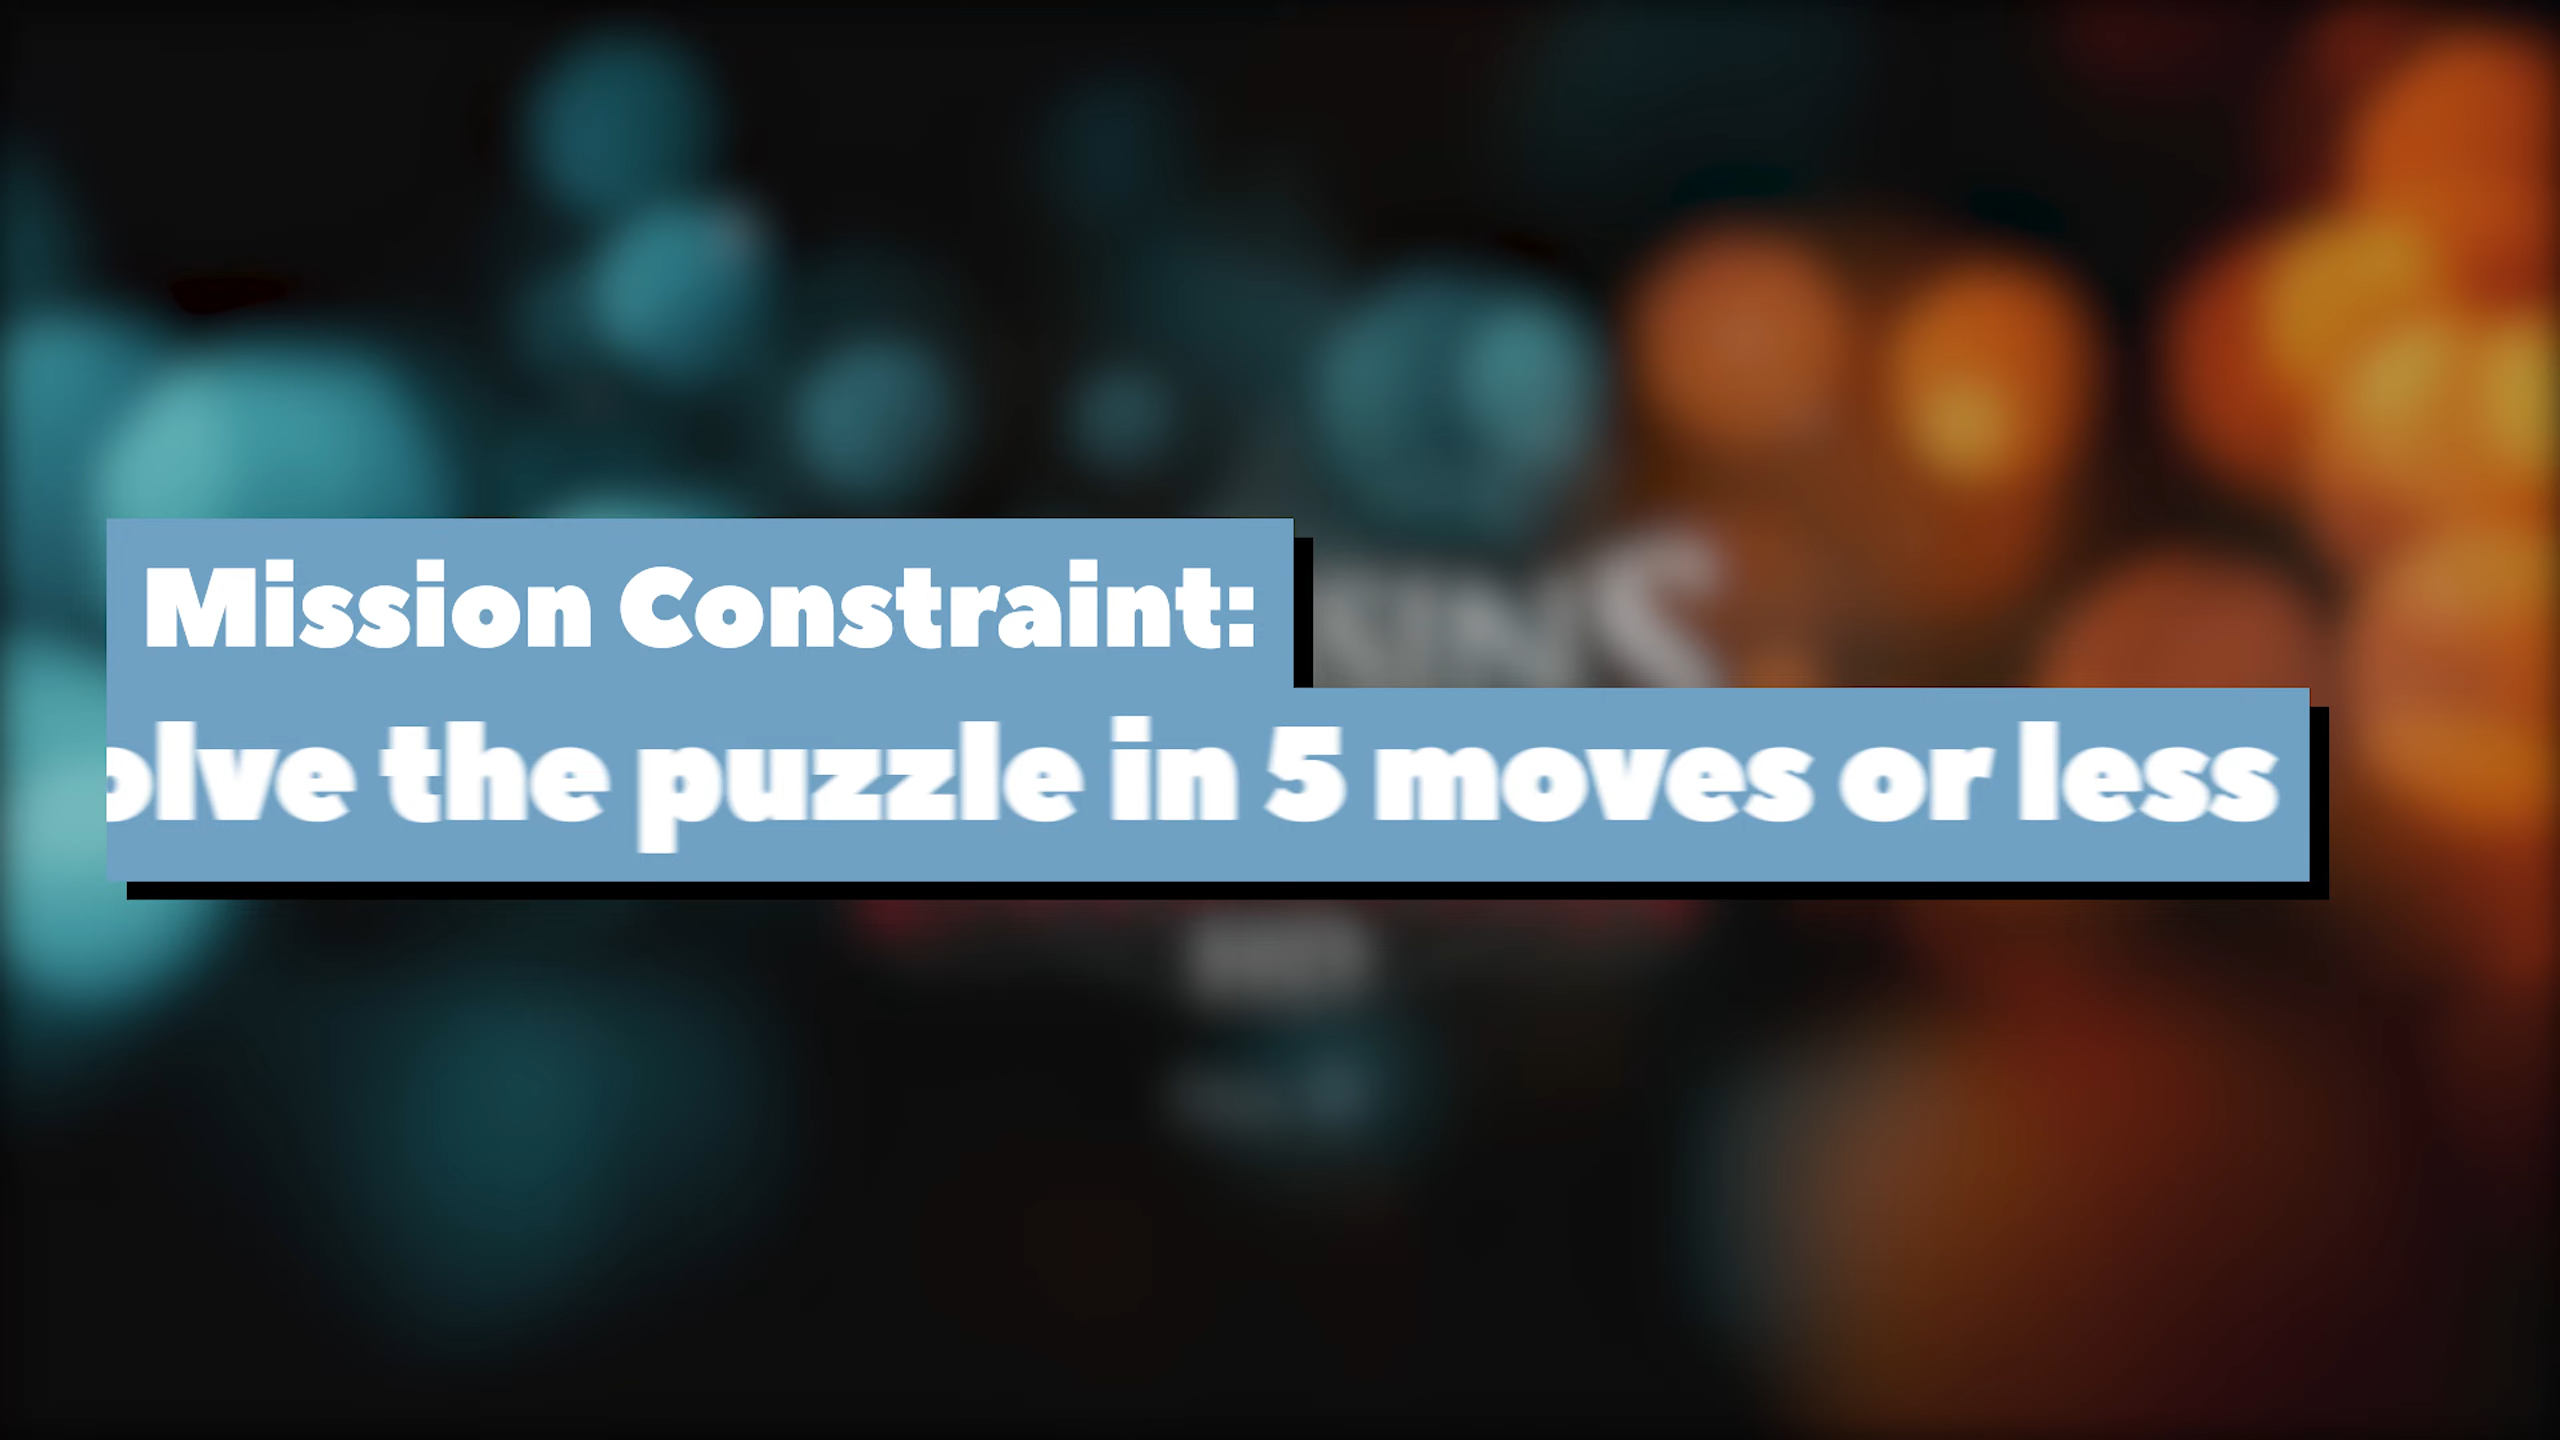 Mission Constraint:
olve the puzzle in 5 moves or less